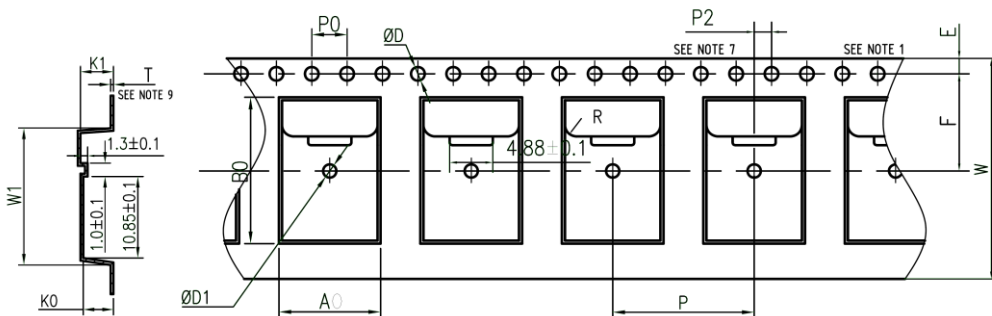 P0
P2
E
ØD
SEE NOTE 7
SEE NOTE 1
K1
T
SEE NOTE 9
1.3±0.1
R
4.88±0.1
F
W
W1
B0
1.0±0.1
10.85±0.1
K0
ØD1
A0
P